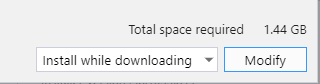 Total space required 1.44 GB
Install while downloading Modify